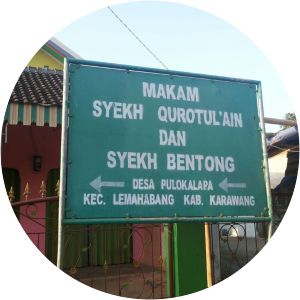 MAKAM
SYEKH QUROTUL'AIN
DAN
SYEKH BENTONG
DESA PULOKALAPA
KEC. LEMAHABANG KAB. KARAWANG